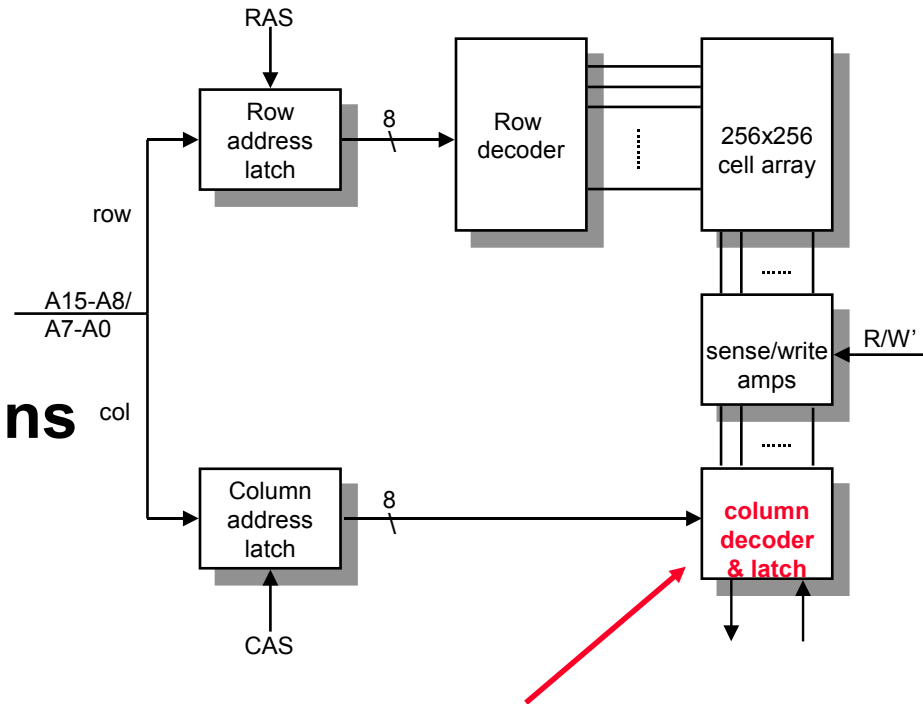 RAS
Row
address
latch
8
Row
decoder
256x256
cell array
row
A15-A8/
A7-A0
sense/write
amps
R/W’
ns
col
Column
address
latch
8
column
decoder
& latch
CAS